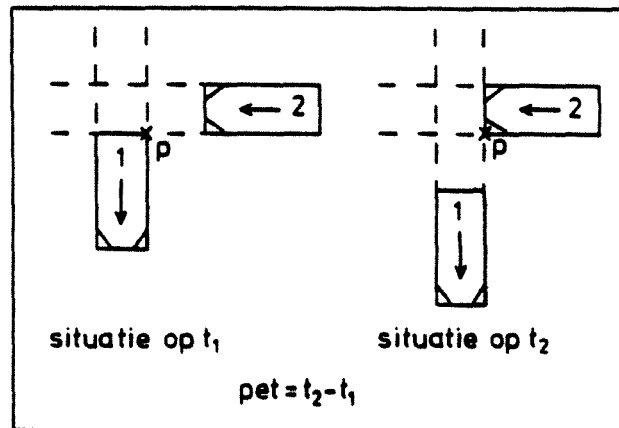 2
p
1
2
p
1
situatie op t₁
situatie op t₂
pet = t₂-t₁